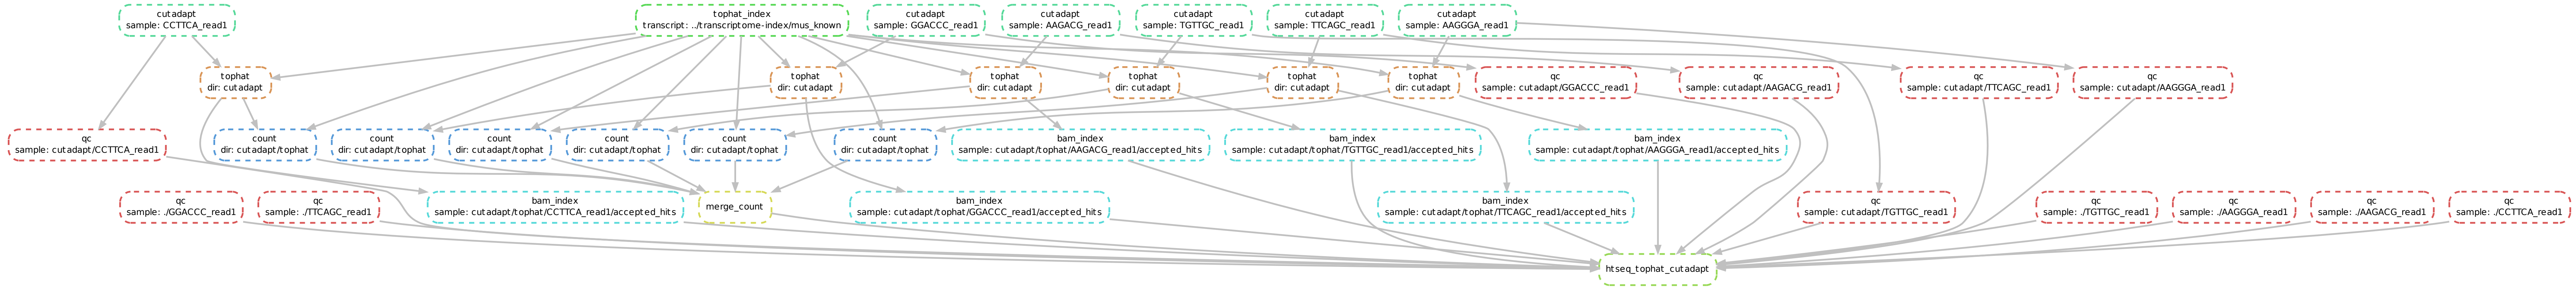 cutadapt
sample: CCTTCA_read1
tophat_index
transcript: ../transcriptome-index/mus_known
cutadapt
sample: GGACCC_read1
cutadapt
sample: AAGACG_read1
cutadapt
sample: TGTTGC_read1
cutadapt
sample: TTCAGC_read1
cutadapt
sample: AAGGGA_read1
tophat
dir: cutadapt
tophat
dir: cutadapt
tophat
dir: cutadapt
tophat
dir: cutadapt
tophat
dir: cutadapt
tophat
dir: cutadapt
qc
sample: cutadapt/GGACCC_read1
qc
sample: cutadapt/AAGACG_read1
qc
sample: cutadapt/TTCAGC_read1
qc
sample: cutadapt/AAGGGA_read1
qc
sample: cutadapt/CCTTCA_read1
count
dir: cutadapt/tophat
count
dir: cutadapt/tophat
count
dir: cutadapt/tophat
count
dir: cutadapt/tophat
count
dir: cutadapt/tophat
count
dir: cutadapt/tophat
bam_index
sample: cutadapt/tophat/AAGACG_read1/accepted_hits
bam_index
sample: cutadapt/tophat/TGTTGC_read1/accepted_hits
bam_index
sample: cutadapt/tophat/AAGGGA_read1/accepted_hits
qc
sample: ./GGACCC_read1
qc
sample: ./TTCAGC_read1
bam_index
sample: cutadapt/tophat/CCTTCA_read1/accepted_hits
merge_count
bam_index
sample: cutadapt/tophat/GGACCC_read1/accepted_hits
bam_index
sample: cutadapt/tophat/TTCAGC_read1/accepted_hits
qc
sample: cutadapt/TGTTGC_read1
qc
sample: ./TGTTGC_read1
qc
sample: ./AAGGGA_read1
qc
sample: ./AAGACG_read1
qc
sample: ./CCTTCA_read1
htseq_tophat_cutadapt